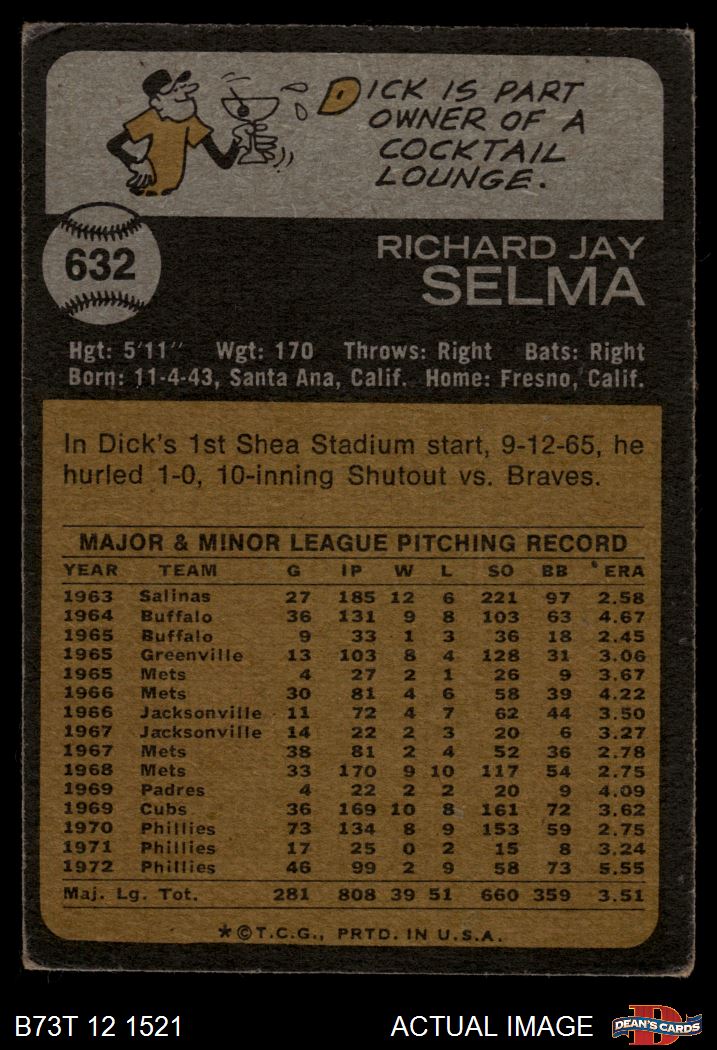 DICK IS PART
OWNER OF A
COCKTAIL
LOUNGE.
632
RICHARD JAY
SELMA
Hgt: 5'11" Wgt: 170 Throws: Right Bats: Right
Born: 11-4-43, Santa Ana, Calif. Home: Fresno, Calif.
In Dick's 1st Shea Stadium start, 9-12-65, he
hurled 1-0, 10-inning Shutout vs. Braves.
MAJOR & MINOR LEAGUE PITCHING RECORD
YEAR TEAM G IP W L SO BB *ERA
1963 Salinas 27 185 12 6 221 97 2.58
1964 Buffalo 36 131 9 8 103 63 4.67
1965 Buffalo 9 33 1 3 36 18 2.45
1965 Greenville 13 103 8 4 128 31 3.06
1965 Mets 4 27 2 1 26 9 3.67
1966 Mets 30 81 4 6 58 39 4.22
1966 Jacksonville 11 72 4 7 62 44 3.50
1967 Jacksonville 14 22 2 3 20 6 3.27
1967 Mets 38 81 2 4 52 36 2.78
1968 Mets 33 170 9 10 117 54 2.75
1969 Padres 4 22 2 2 20 9 4.09
1969 Cubs 36 169 10 8 161 72 3.62
1970 Phillies 73 134 8 9 153 59 2.75
1971 Phillies 17 25 0 2 15 8 3.24
1972 Phillies 46 99 2 9 58 73 5.55
Maj. Lg. Tot. 281 808 39 51 660 359 3.51
*©T.C.G., PRTD. IN U.S.A.
B73T 12 1521 ACTUAL IMAGE DEAN'S CARDS